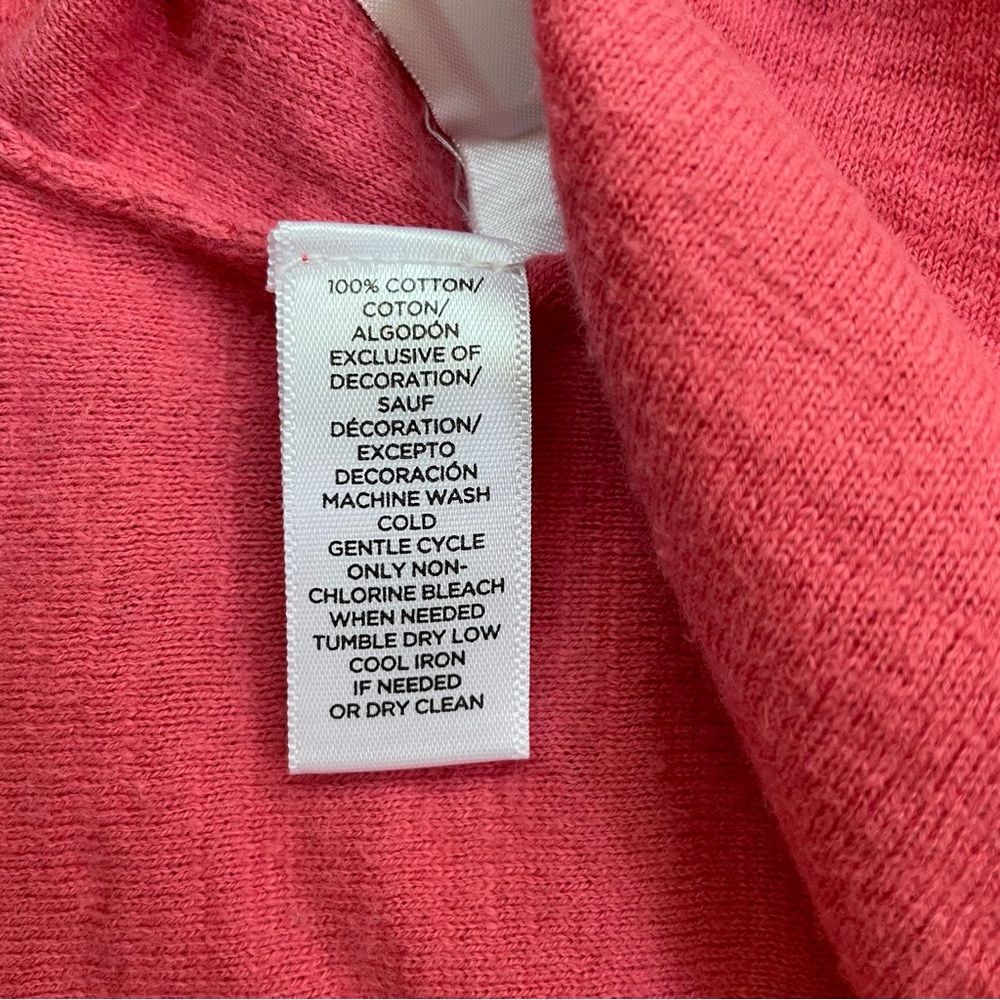 100% COTTON/
COTON/
ALGODÓN
EXCLUSIVE OF
DECORATION/
SAUF
DÉCORATION/
EXCEPTO
DECORACIÓN
MACHINE WASH
COLD
GENTLE CYCLE
ONLY NON-
CHLORINE BLEACH
WHEN NEEDED
TUMBLE DRY LOW
COOL IRON
IF NEEDED
OR DRY CLEAN